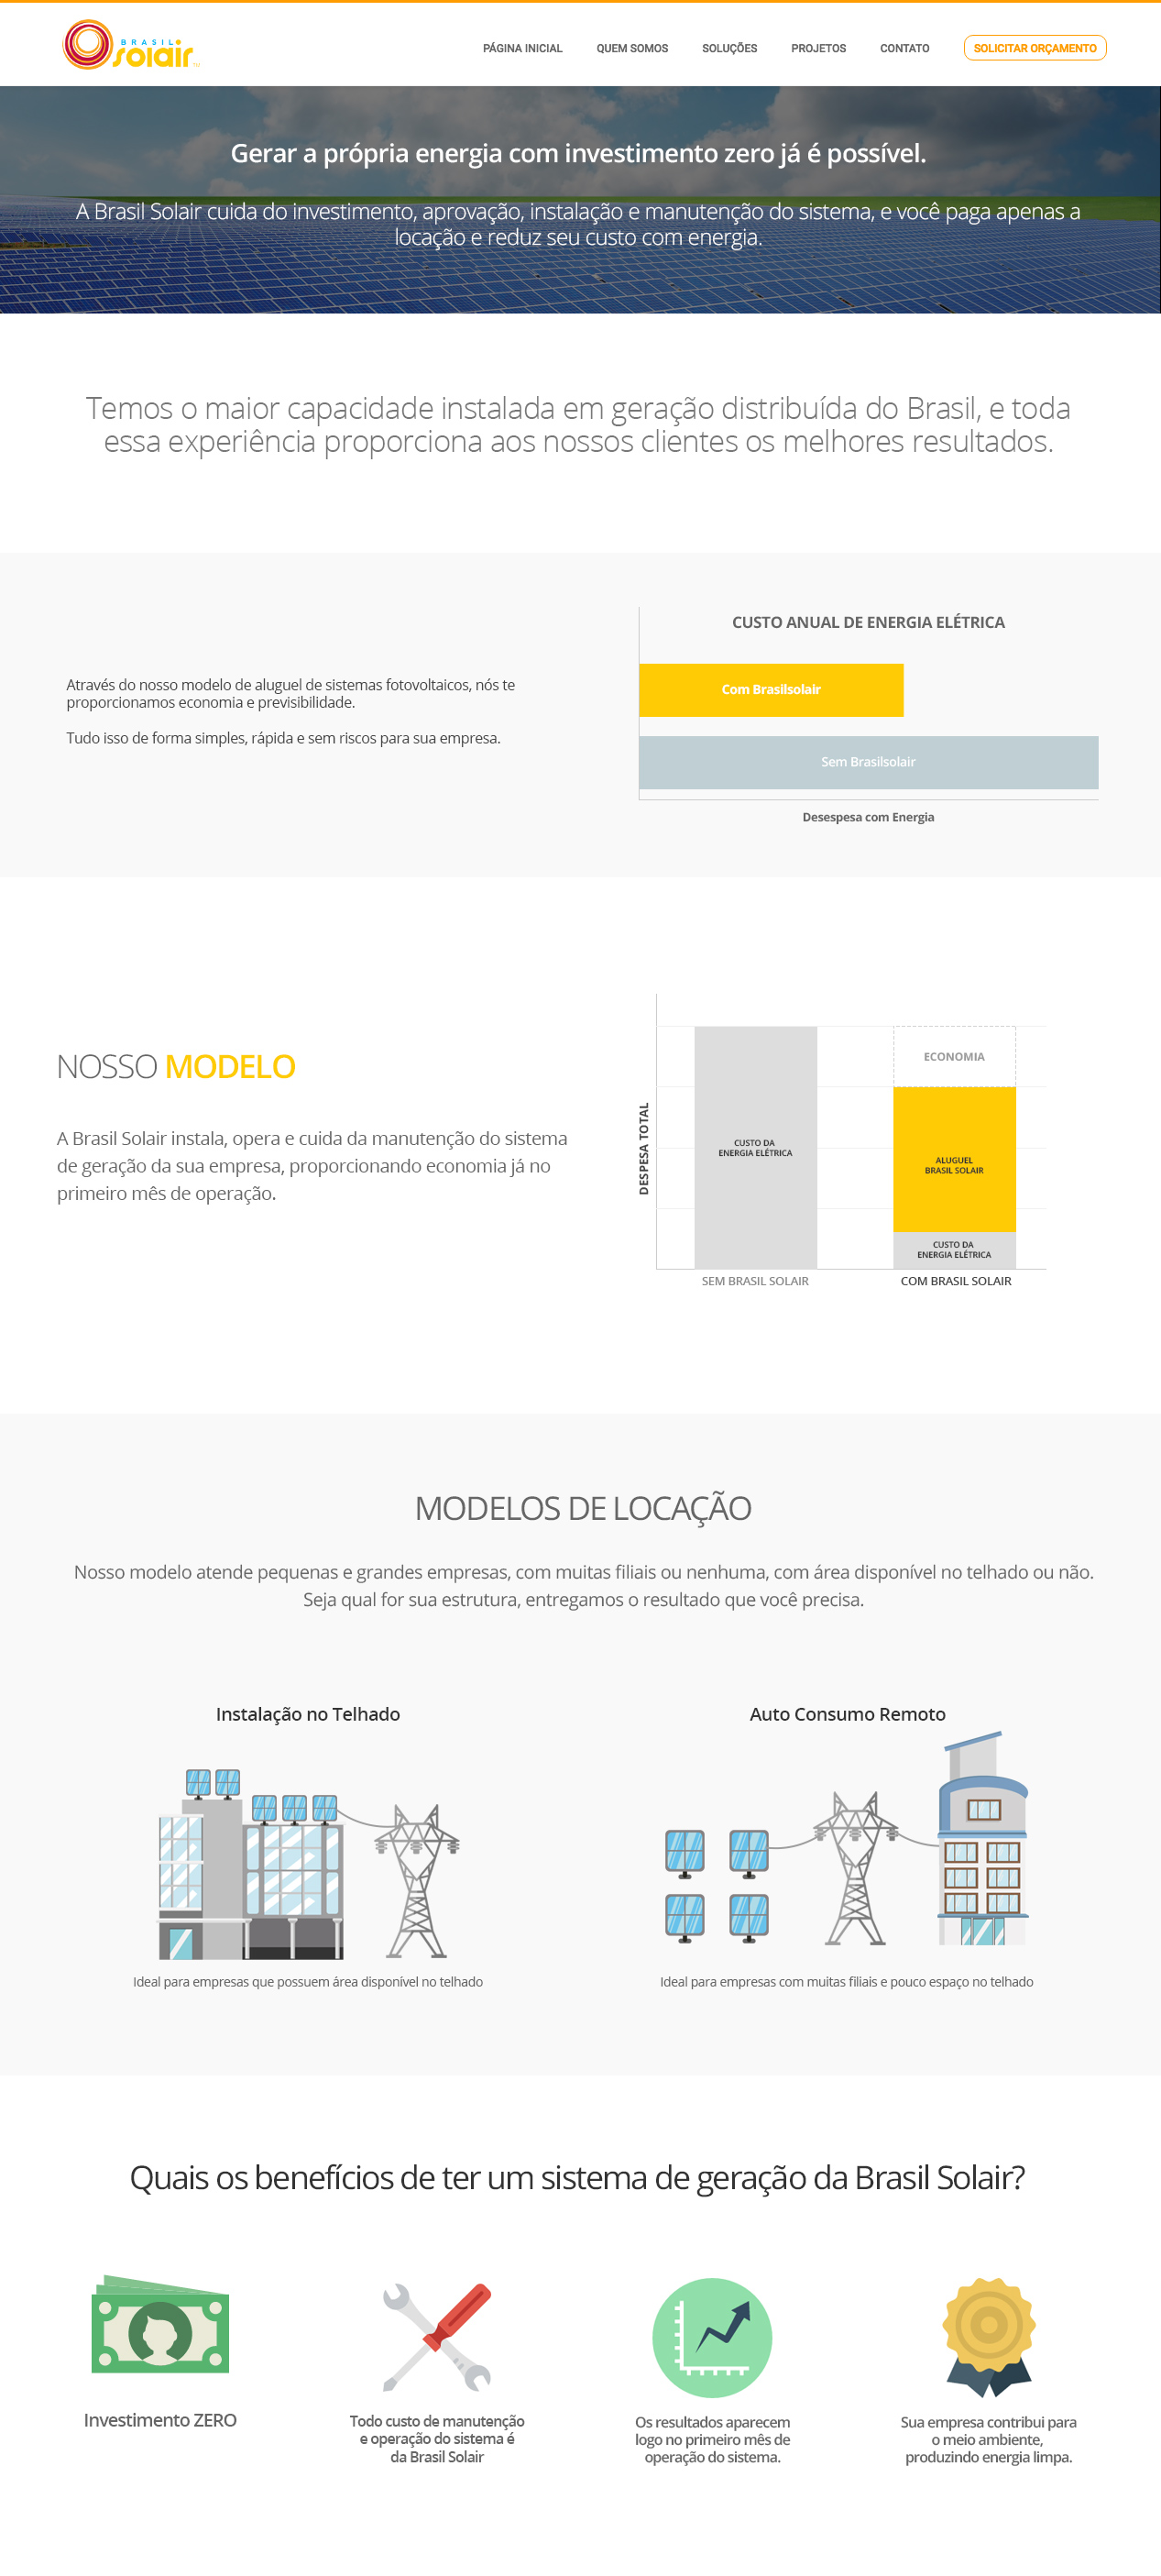 BRASIL
solair
PÁGINA INICIAL
QUEM SOMOS
SOLUÇÕES
PROJETOS
CONTATO
SOLICITAR ORÇAMENTO
Gerar a própria energia com investimento zero já é possível.
A Brasil Solair cuida do investimento, aprovação, instalação e manutenção do sistema, e você paga apenas a
locação e reduz seu custo com energia.
Temos o maior capacidade instalada em geração distribuída do Brasil, e toda
essa experiência proporciona aos nossos clientes os melhores resultados.
Através do nosso modelo de aluguel de sistemas fotovoltaicos, nós te
proporcionamos economia e previsibilidade.
Tudo isso de forma simples, rápida e sem riscos para sua empresa.
CUSTO ANUAL DE ENERGIA ELÉTRICA
Com Brasilsolair
Sem Brasilsolair
Desespesa com Energia
NOSSO MODELO
A Brasil Solair instala, opera e cuida da manutenção do sistema
de geração da sua empresa, proporcionando economia já no
primeiro mês de operação.
DESPESA TOTAL
CUSTO DA
ENERGIA ELÉTRICA
SEM BRASIL SOLAIR
ECONOMIA
ALUGUEL
BRASIL SOLAIR
CUSTO DA
ENERGIA ELÉTRICA
COM BRASIL SOLAIR
MODELOS DE LOCAÇÃO
Nosso modelo atende pequenas e grandes empresas, com muitas filiais ou nenhuma, com área disponível no telhado ou não.
Seja qual for sua estrutura, entregamos o resultado que você precisa.
Instalação no Telhado
Ideal para empresas que possuem área disponível no telhado
Auto Consumo Remoto
Ideal para empresas com muitas filiais e pouco espaço no telhado
Quais os benefícios de ter um sistema de geração da Brasil Solair?
Investimento ZERO
Todo custo de manutenção
e operação do sistema é
da Brasil Solair
Os resultados aparecem
logo no primeiro mês de
operação do sistema.
Sua empresa contribui para
o meio ambiente,
produzindo energia limpa.